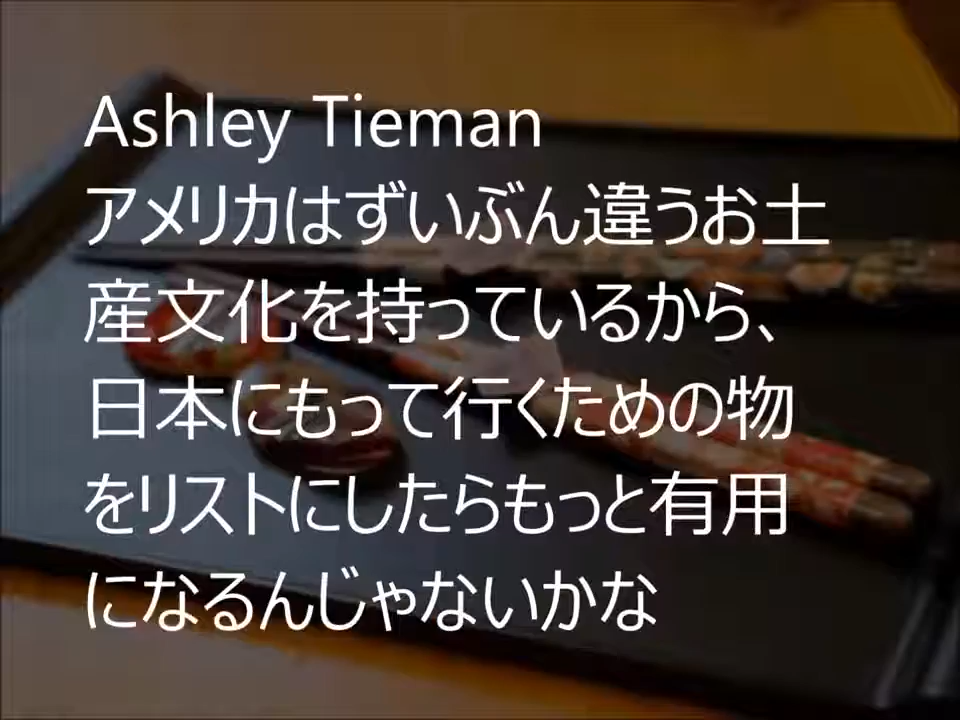 Ashley Tieman
アメリカはずいぶん違うお土
産文化を持っているから、
日本にもって行くための物
をリストにしたらもっと有用
になるんじゃないかな